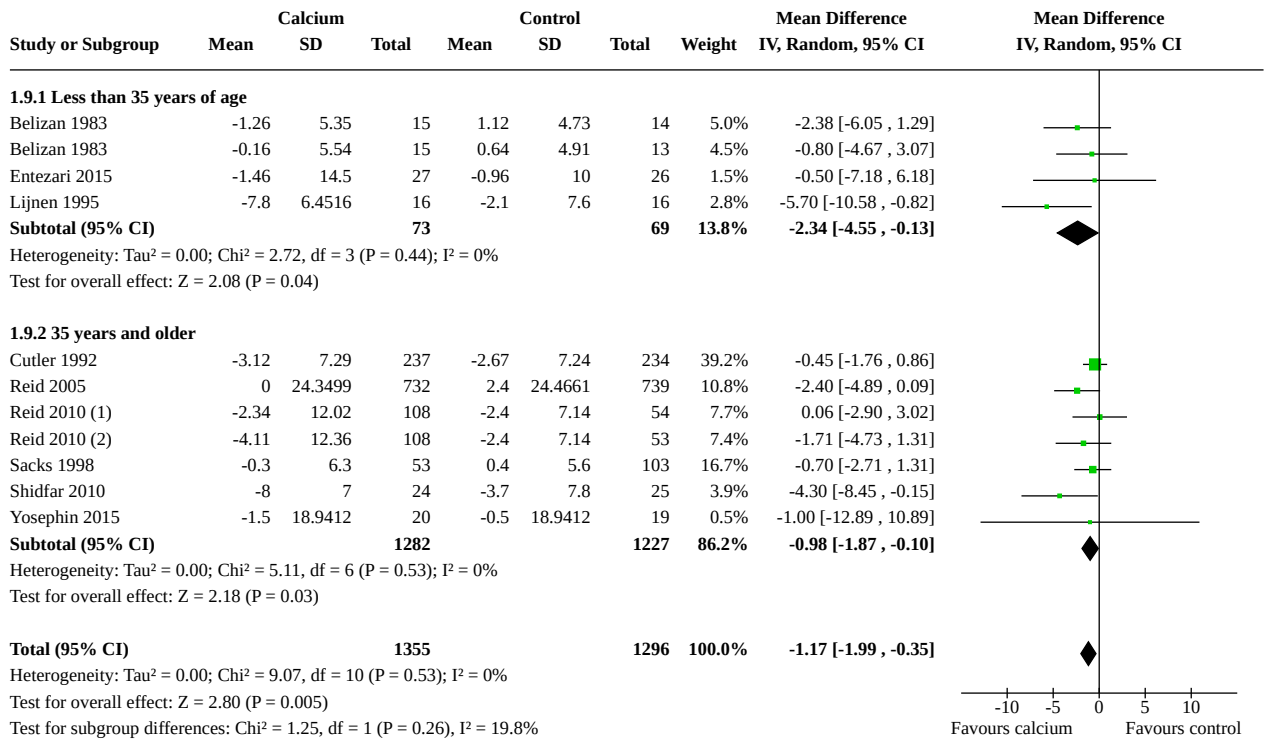 Calcium Control Mean Difference Mean Difference
Study or Subgroup Mean SD Total Mean SD Total Weight IV, Random, 95% CI IV, Random, 95% CI
1.9.1 Less than 35 years of age
Belizan 1983 -1.26 5.35 15 1.12 4.73 14 5.0% -2.38 [-6.05 , 1.29]
Belizan 1983 -0.16 5.54 15 0.64 4.91 13 4.5% -0.80 [-4.67 , 3.07]
Entezari 2015 -1.46 14.5 27 -0.96 10 26 1.5% -0.50 [-7.18 , 6.18]
Lijnen 1995 -7.8 6.4516 16 -2.1 7.6 16 2.8% -5.70 [-10.58 , -0.82]
Subtotal (95% CI) 73 69 13.8% -2.34 [-4.55 , -0.13]
Heterogeneity: Tau² = 0.00; Chi² = 2.72, df = 3 (P = 0.44); I² = 0%
Test for overall effect: Z = 2.08 (P = 0.04)
1.9.2 35 years and older
Cutler 1992 -3.12 7.29 237 -2.67 7.24 234 39.2% -0.45 [-1.76 , 0.86]
Reid 2005 0 24.3499 732 2.4 24.4661 739 10.8% -2.40 [-4.89 , 0.09]
Reid 2010 (1) -2.34 12.02 108 -2.4 7.14 54 7.7% 0.06 [-2.90 , 3.02]
Reid 2010 (2) -4.11 12.36 108 -2.4 7.14 53 7.4% -1.71 [-4.73 , 1.31]
Sacks 1998 -0.3 6.3 53 0.4 5.6 103 16.7% -0.70 [-2.71 , 1.31]
Shidfar 2010 -8 7 24 -3.7 7.8 25 3.9% -4.30 [-8.45 , -0.15]
Yosephin 2015 -1.5 18.9412 20 -0.5 18.9412 19 0.5% -1.00 [-12.89 , 10.89]
Subtotal (95% CI) 1282 1227 86.2% -0.98 [-1.87 , -0.10]
Heterogeneity: Tau² = 0.00; Chi² = 5.11, df = 6 (P = 0.53); I² = 0%
Test for overall effect: Z = 2.18 (P = 0.03)
Total (95% CI) 1355 1296 100.0% -1.17 [-1.99 , -0.35]
Heterogeneity: Tau² = 0.00; Chi² = 9.07, df = 10 (P = 0.53); I² = 0%
Test for overall effect: Z = 2.80 (P = 0.005)
-10 -5 0 5 10
Test for subgroup differences: Chi² = 1.25, df = 1 (P = 0.26), I² = 19.8%
Favours calcium Favours control